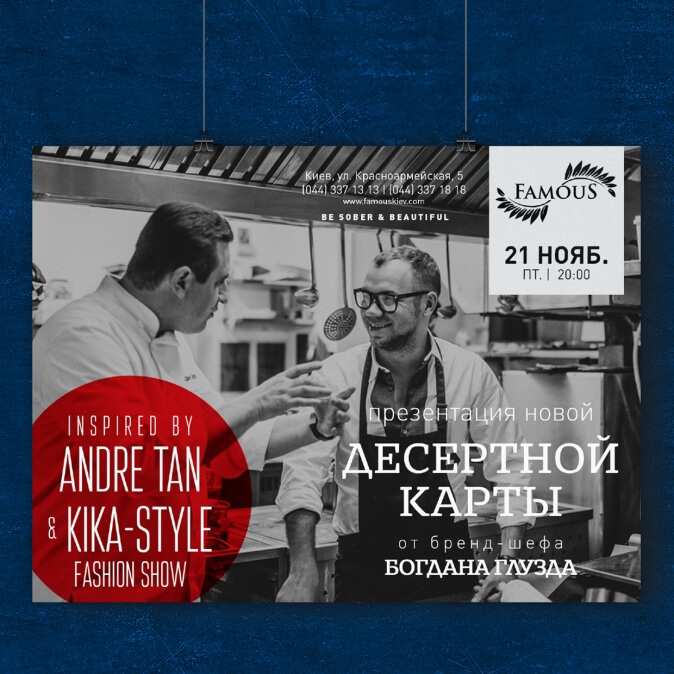 Киев, ул. Красноармейская, 5
(044) 337 13 13 | (044) 337 18 18
www.famouskiev.com
BE SOBER & BEAUTIFUL
FAMOUS
21 НОЯБ.
ПТ. | 20:00
INSPIRED BY
ANDRE TAN
& KIKA-STYLE
FASHION SHOW
презентация новой
ДЕСЕРТНОЙ
КАРТЫ
от бренд-шефа
БОГДАНА ГЛУЗДА